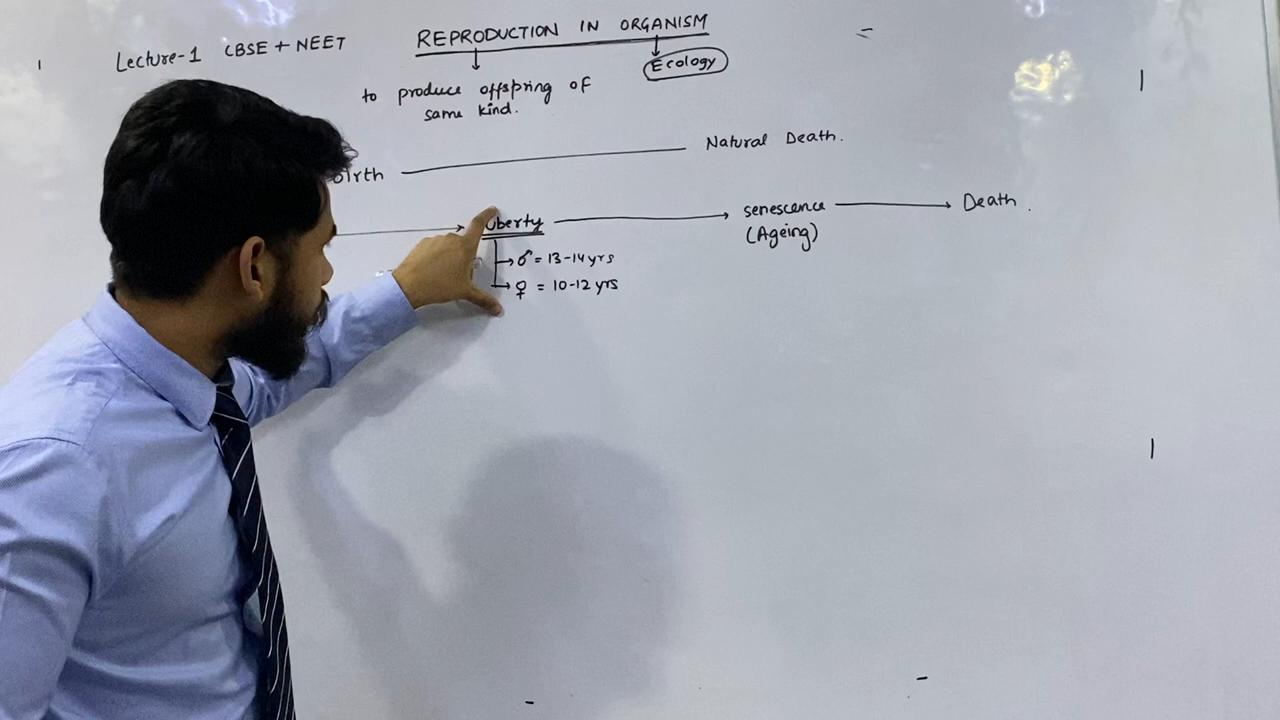 Lecture-1 CBSE + NEET
REPRODUCTION IN ORGANISM
Ecology
to produce offspring of
same kind.
Natural Death.
senescence
Death.
(Ageing)
♂ = 13-14 yrs
♀ = 10-12 yrs